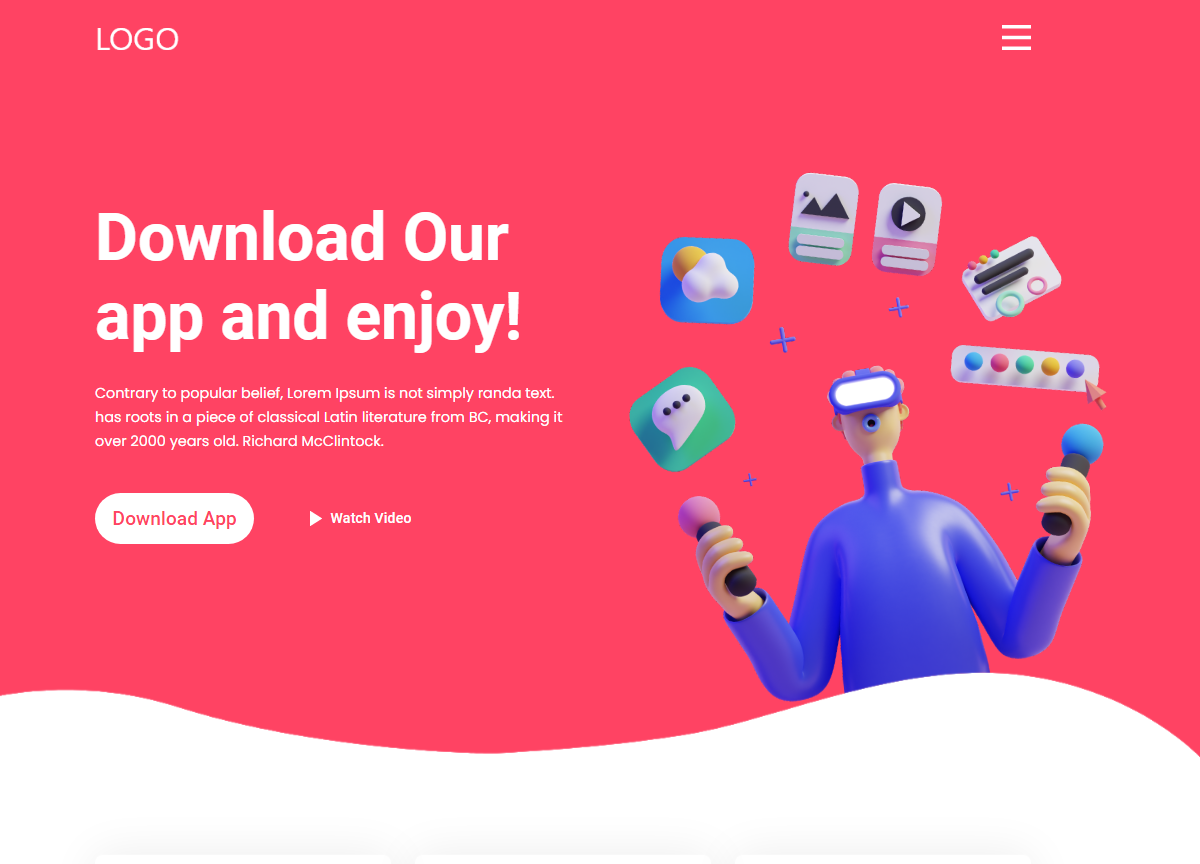 LOGO
Download Our
app and enjoy!
Contrary to popular belief, Lorem Ipsum is not simply randa text.
has roots in a piece of classical Latin literature from BC, making it
over 2000 years old. Richard McClintock.
Download App
Watch Video